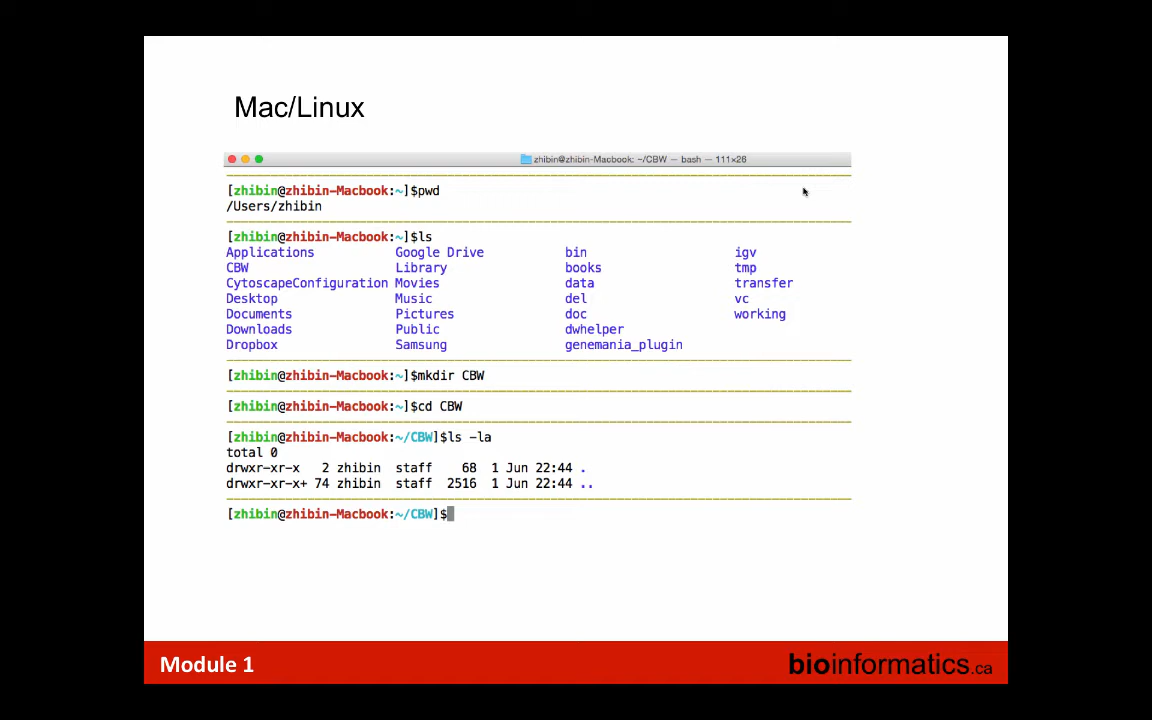 Mac/Linux
zhibin@zhibin-Macbook: ~/CBW — bash — 111×26
[zhibin@zhibin-Macbook:~]$pwd
/Users/zhibin
[zhibin@zhibin-Macbook:~]$ls
Applications Google Drive bin igv
CBW Library books tmp
CytoscapeConfiguration Movies data transfer
Desktop Music del vc
Documents Pictures doc working
Downloads Public dwhelper
Dropbox Samsung genemania_plugin
[zhibin@zhibin-Macbook:~]$mkdir CBW
[zhibin@zhibin-Macbook:~]$cd CBW
[zhibin@zhibin-Macbook:~/CBW]$ls -la
total 0
drwxr-xr-x 2 zhibin staff 68 1 Jun 22:44 .
drwxr-xr-x+ 74 zhibin staff 2516 1 Jun 22:44 ..
[zhibin@zhibin-Macbook:~/CBW]$
Module 1
bioinformatics.ca